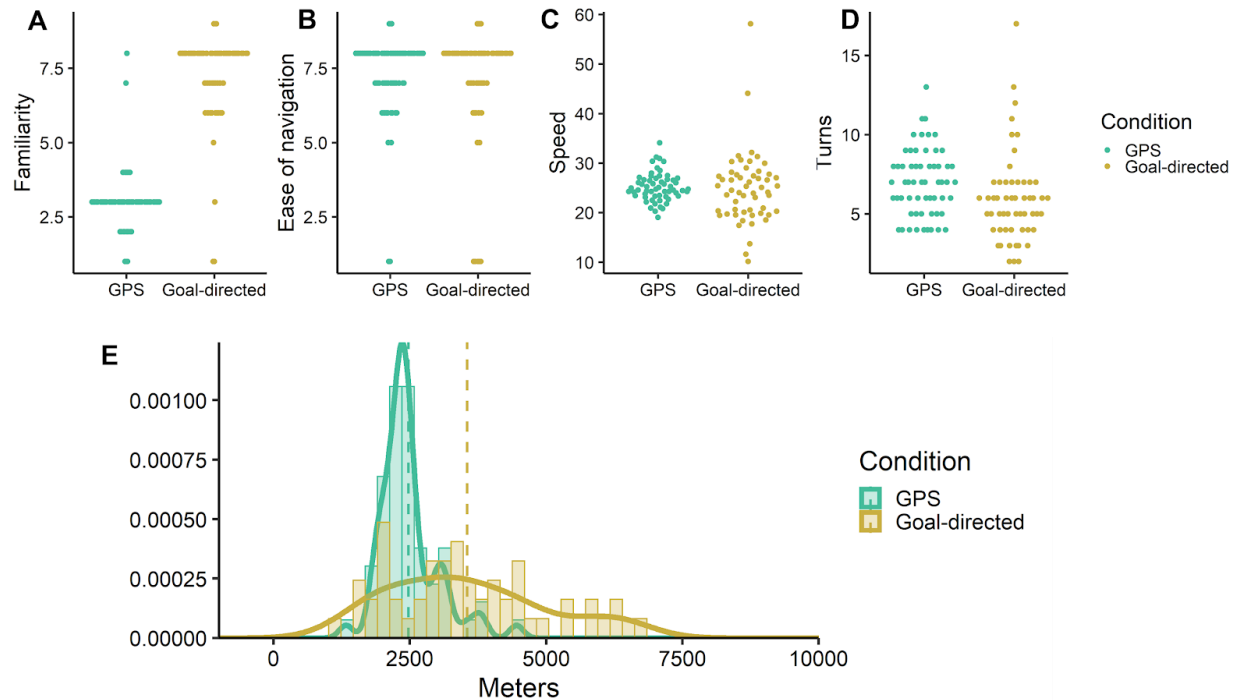 A
B
C
D
Familiarity
7.5
5.0
2.5
GPS Goal-directed
Ease of navigation
7.5
5.0
2.5
GPS Goal-directed
Speed
60
50
40
30
20
10
GPS Goal-directed
Turns
15
10
5
GPS Goal-directed
Condition
GPS
Goal-directed
E
0.00100
0.00075
0.00050
0.00025
0.00000
0 2500 5000 7500 10000
Meters
Condition
GPS
Goal-directed